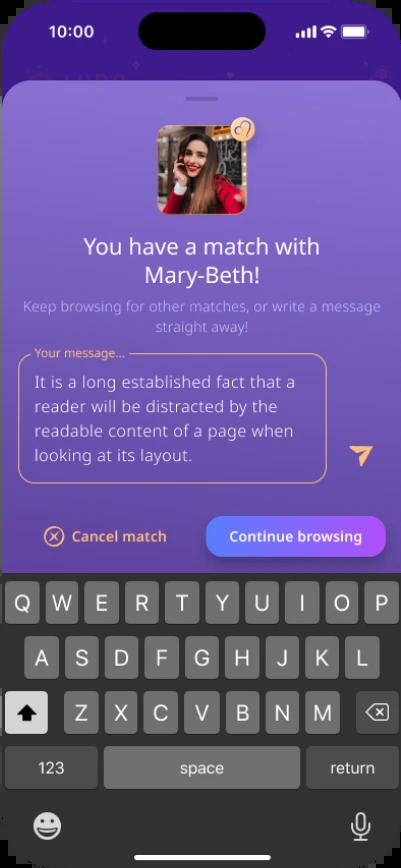 10:00
You have a match with
Mary-Beth!
Keep browsing for other matches, or write a message
straight away!
Your message...
It is a long established fact that a
reader will be distracted by the
readable content of a page when
looking at its layout.
Cancel match
Continue browsing
Q W E R T Y U I O P
A S D F G H J K L
Z X C V B N M
123 space return